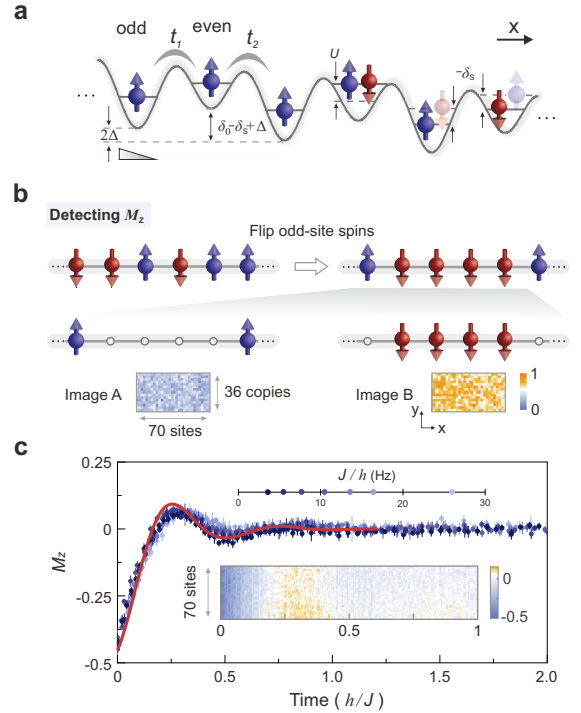 a
odd
even
t1
t2
U
x
-δs
...
...
2Δ
δ0-δs+Δ
b
Detecting Mz
Flip odd-site spins
Image A
36 copies
70 sites
Image B
y
x
1
0
c
0.25
0
-0.25
-0.5
Mz
J / h (Hz)
0
10
20
30
70 sites
0
-0.5
0
0.5
1
0
0.5
1.0
1.5
2.0
Time ( h/J )